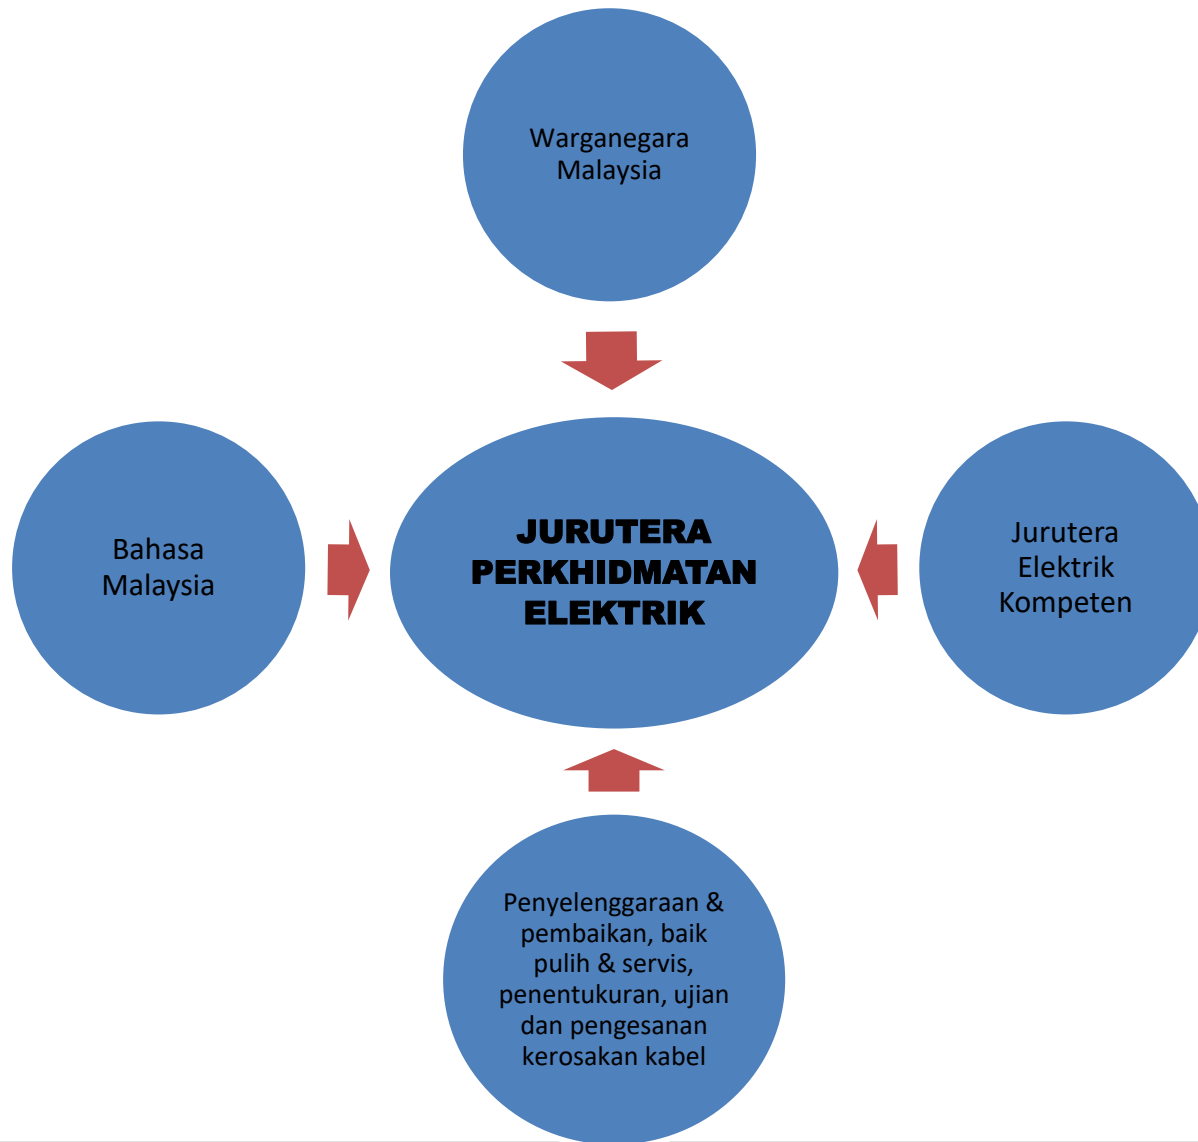 Warganegara
Malaysia
Bahasa
Malaysia
JURUTERA
PERKHIDMATAN
ELEKTRIK
Jurutera
Elektrik
Kompeten
Penyelenggaraan &
pembaikan, baik
pulih & servis,
penentukuran, ujian
dan pengesanan
kerosakan kabel